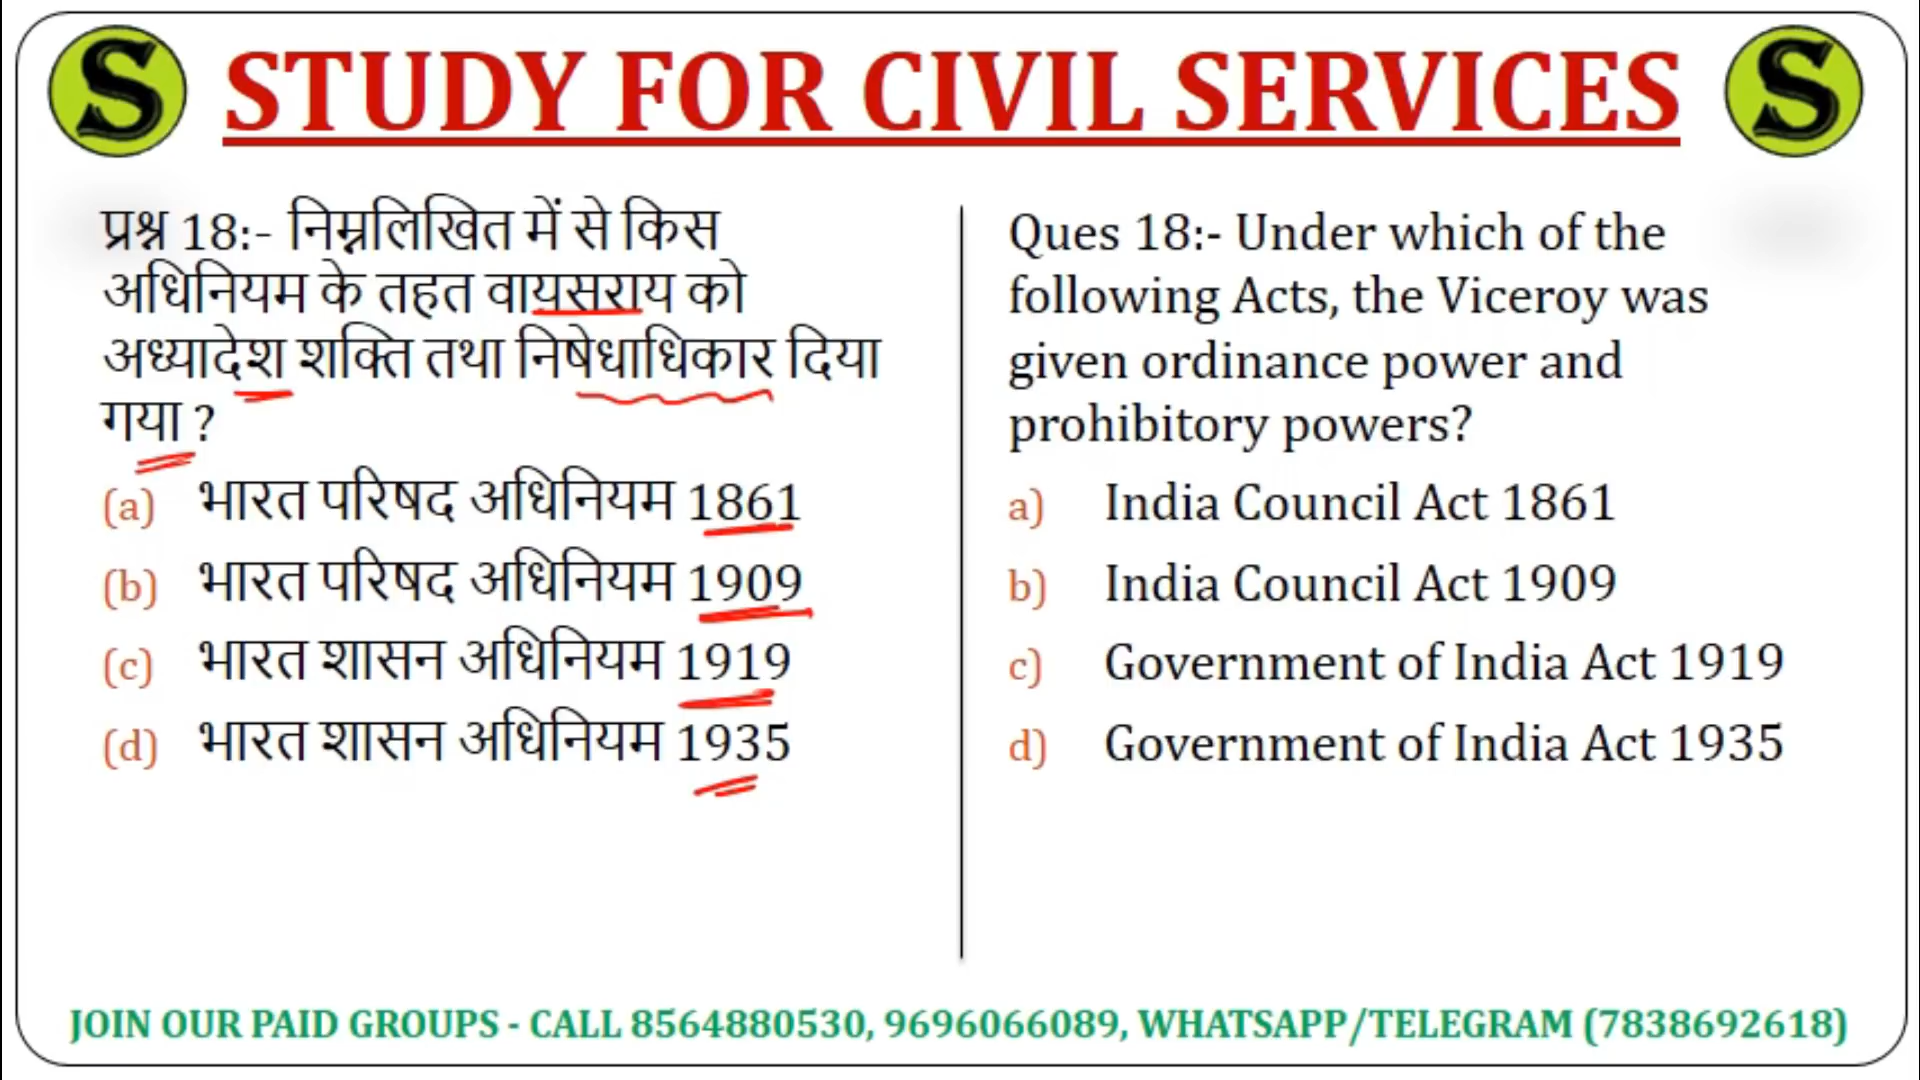 S STUDY FOR CIVIL SERVICES S
प्रश्न 18:- निम्नलिखित में से किस
अधिनियम के तहत वायसराय को
अध्यादेश शक्ति तथा निषेधाधिकार दिया
गया ?
(a) भारत परिषद अधिनियम 1861
(b) भारत परिषद अधिनियम 1909
(c) भारत शासन अधिनियम 1919
(d) भारत शासन अधिनियम 1935
Ques 18:- Under which of the
following Acts, the Viceroy was
given ordinance power and
prohibitory powers?
a) India Council Act 1861
b) India Council Act 1909
c) Government of India Act 1919
d) Government of India Act 1935
JOIN OUR PAID GROUPS - CALL 8564880530, 9696066089, WHATSAPP/TELEGRAM (7838692618)